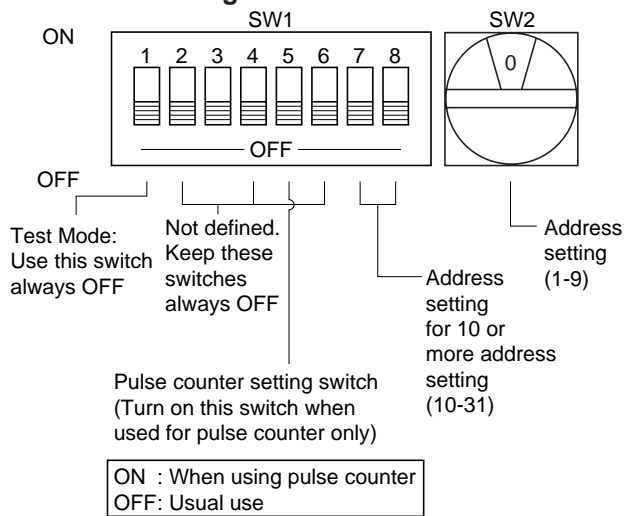 SW1
SW2
ON
1 2 3 4 5 6 7 8
0
OFF
OFF
Test Mode:
Use this switch
always OFF
Not defined.
Keep these
switches
always OFF
Address
setting
for 10 or
more address
setting
(10-31)
Address
setting
(1-9)
Pulse counter setting switch
(Turn on this switch when
used for pulse counter only)
ON : When using pulse counter
OFF: Usual use